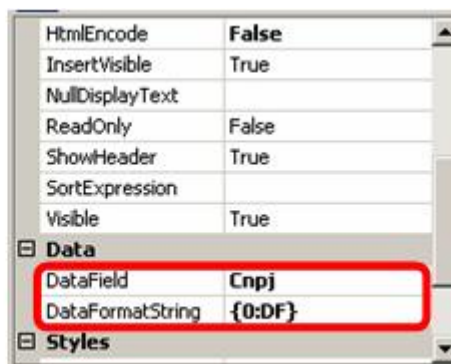 HtmlEncode False
InsertVisible True
NullDisplayText
ReadOnly False
ShowHeader True
SortExpression
Visible True
Data
DataField Cnpj
DataFormatString {0:DF}
Styles